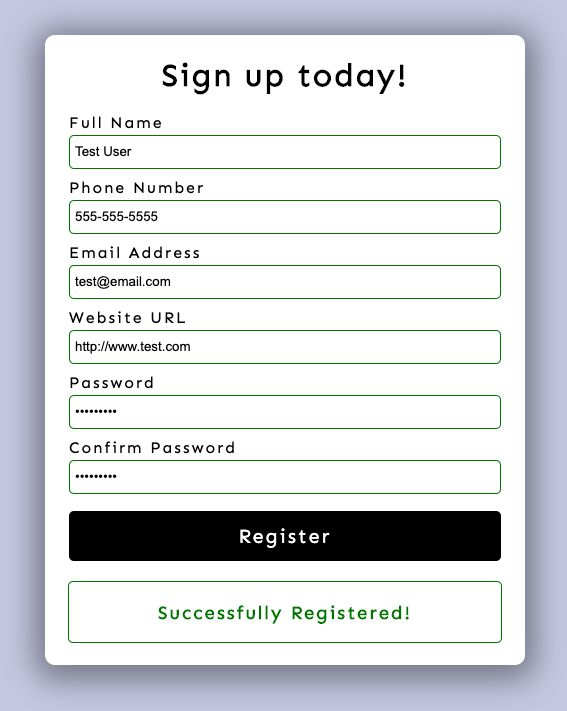 Sign up today!
Full Name
Test User
Phone Number
555-555-5555
Email Address
test@email.com
Website URL
http://www.test.com
Password
•••••••••
Confirm Password
•••••••••
Register
Successfully Registered!